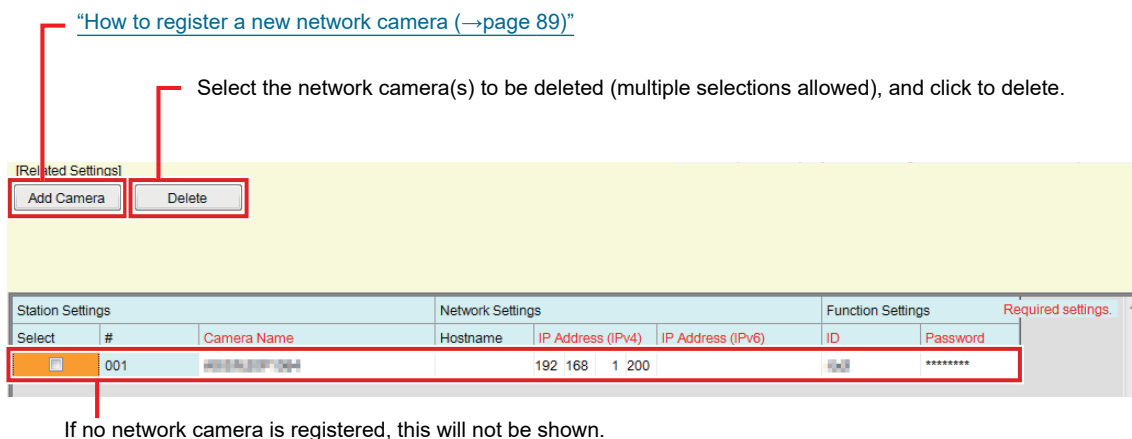 “How to register a new network camera (→page 89)”
Select the network camera(s) to be deleted (multiple selections allowed), and click to delete.
[Related Settings]
Add Camera Delete
Station Settings Network Settings Function Settings Required settings.
Select # Camera Name Hostname IP Address (IPv4) IP Address (IPv6) ID Password
001 192 168 1 200 ********
If no network camera is registered, this will not be shown.